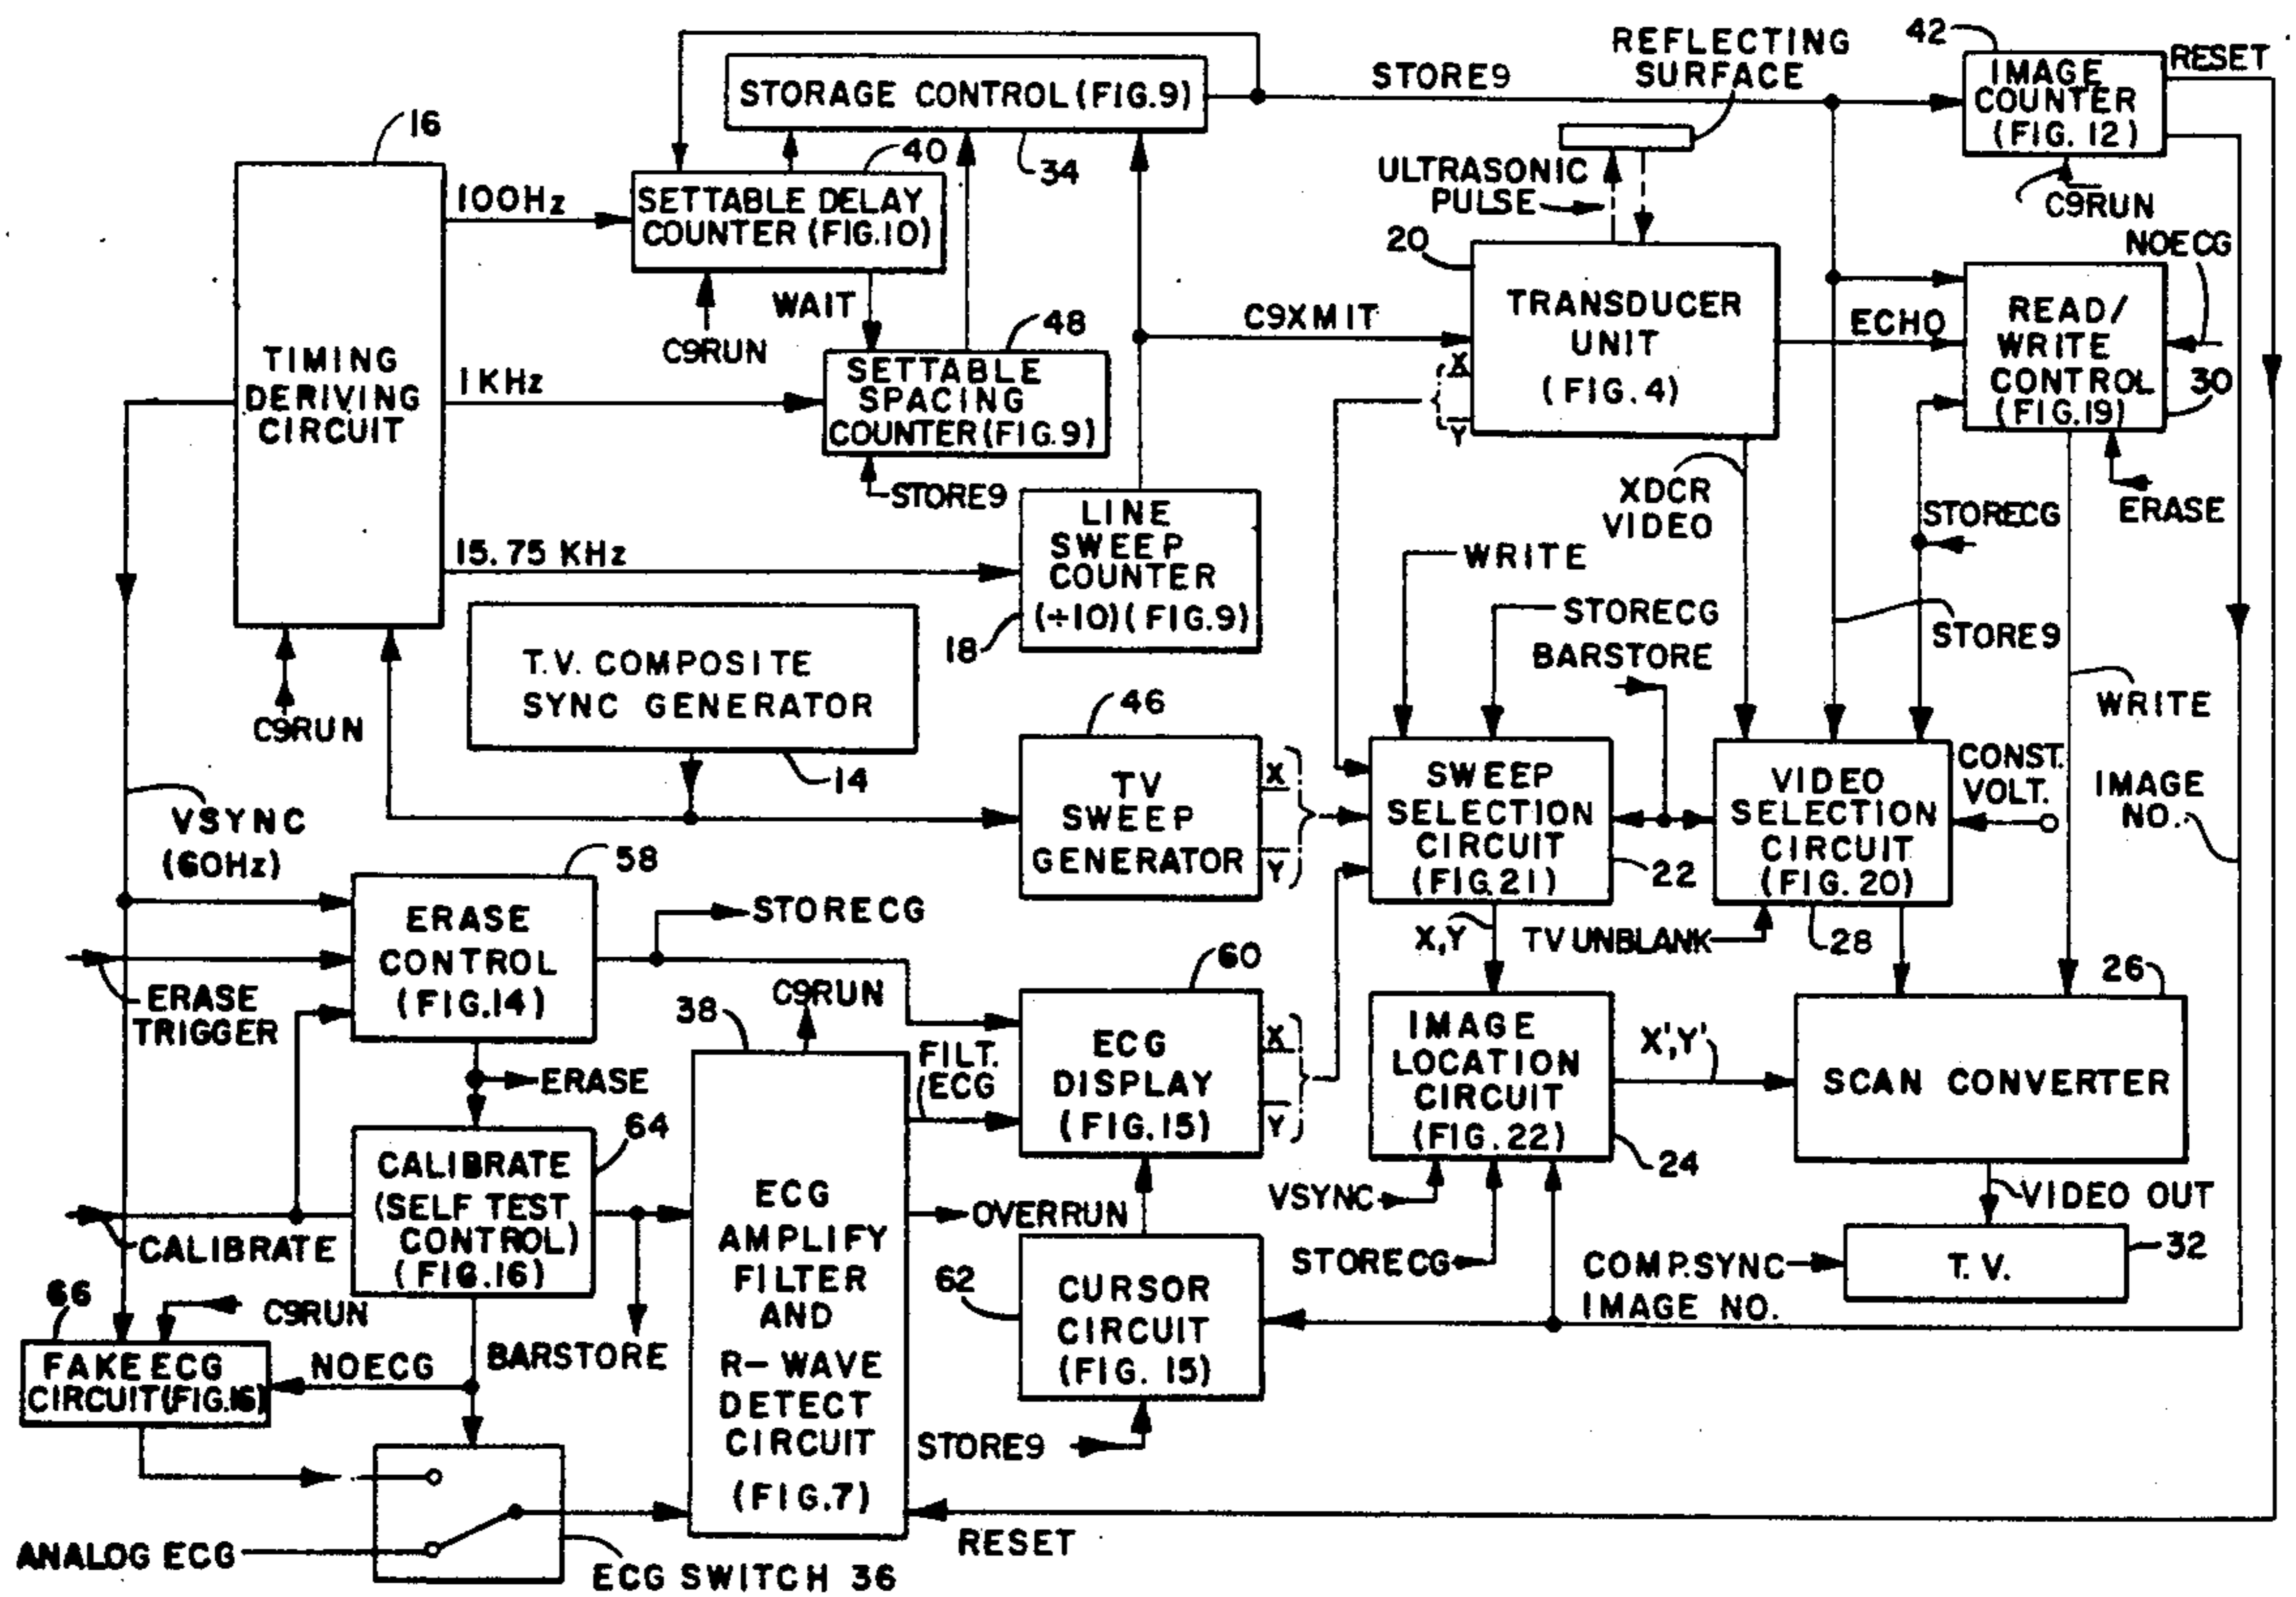 16
100Hz
1KHz
15.75 KHz
TIMING
DERIVING
CIRCUIT
C9RUN
VSYNC
(60Hz)
STORAGE CONTROL (FIG.9)
34
40
SETTABLE DELAY
COUNTER (FIG.10)
C9RUN
WAIT
48
SETTABLE
SPACING
COUNTER (FIG.9)
STORE9
LINE
SWEEP
COUNTER
(÷10) (FIG.9)
18
T.V. COMPOSITE
SYNC GENERATOR
14
STORE9
REFLECTING
SURFACE
ULTRASONIC
PULSE
C9XMIT
20
TRANSDUCER
UNIT
(FIG. 4)
X
Y
ECHO
XDCR
VIDEO
42
IMAGE
COUNTER
(FIG. 12)
RESET
C9RUN
NOECG
READ/
WRITE
CONTROL
(FIG.19)
30
STORECG
ERASE
STORE9
WRITE
WRITE
STORECG
BARSTORE
46
TV
SWEEP
GENERATOR
X
Y
SWEEP
SELECTION
CIRCUIT
(FIG.21)
22
VIDEO
SELECTION
CIRCUIT
(FIG. 20)
28
CONST.
VOLT.
IMAGE
NO.
TV UNBLANK
X,Y
58
ERASE
CONTROL
(FIG.14)
ERASE
TRIGGER
STORECG
ERASE
C9RUN
38
FILT.
ECG
60
ECG
DISPLAY
(FIG.15)
X
Y
IMAGE
LOCATION
CIRCUIT
(FIG.22)
24
X',Y'
26
SCAN CONVERTER
VIDEO OUT
VSYNC
STORECG
COMP.SYNC
T.V.
32
IMAGE NO.
64
CALIBRATE
(SELF TEST
CONTROL)
(FIG.16)
CALIBRATE
BARSTORE
ECG
AMPLIFY
FILTER
AND
R-WAVE
DETECT
CIRCUIT
(FIG.7)
OVERRUN
62
CURSOR
CIRCUIT
(FIG. 15)
STORE9
RESET
66
C9RUN
FAKE ECG
CIRCUIT (FIG.16)
NOECG
ANALOG ECG
ECG SWITCH 36